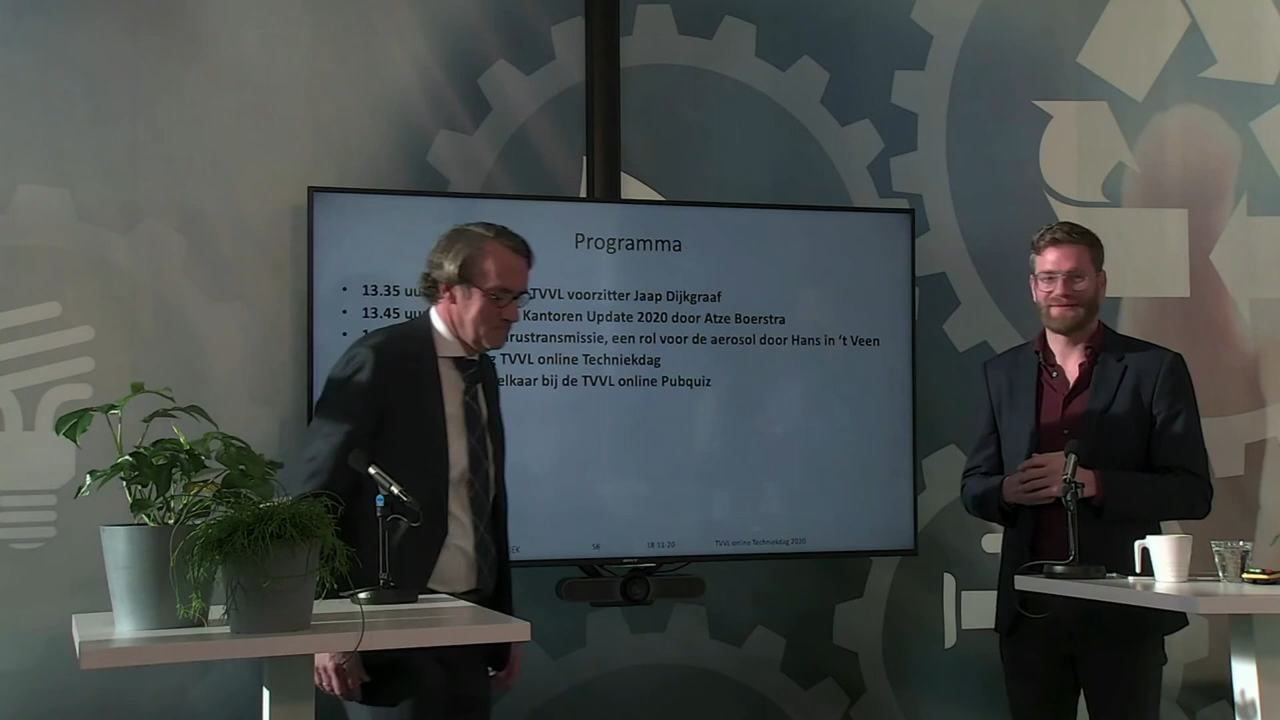 Programma
• 13.35 uu TVVL voorzitter Jaap Dijkgraaf
• 13.45 uu Kantoren Update 2020 door Atze Boerstra
• rustransmissie, een rol voor de aerosol door Hans in ’t Veen
TVVL online Techniekdag
elkaar bij de TVVL online Pubquiz
EK 56 18-11-20 TVVL online Techniekdag 2020